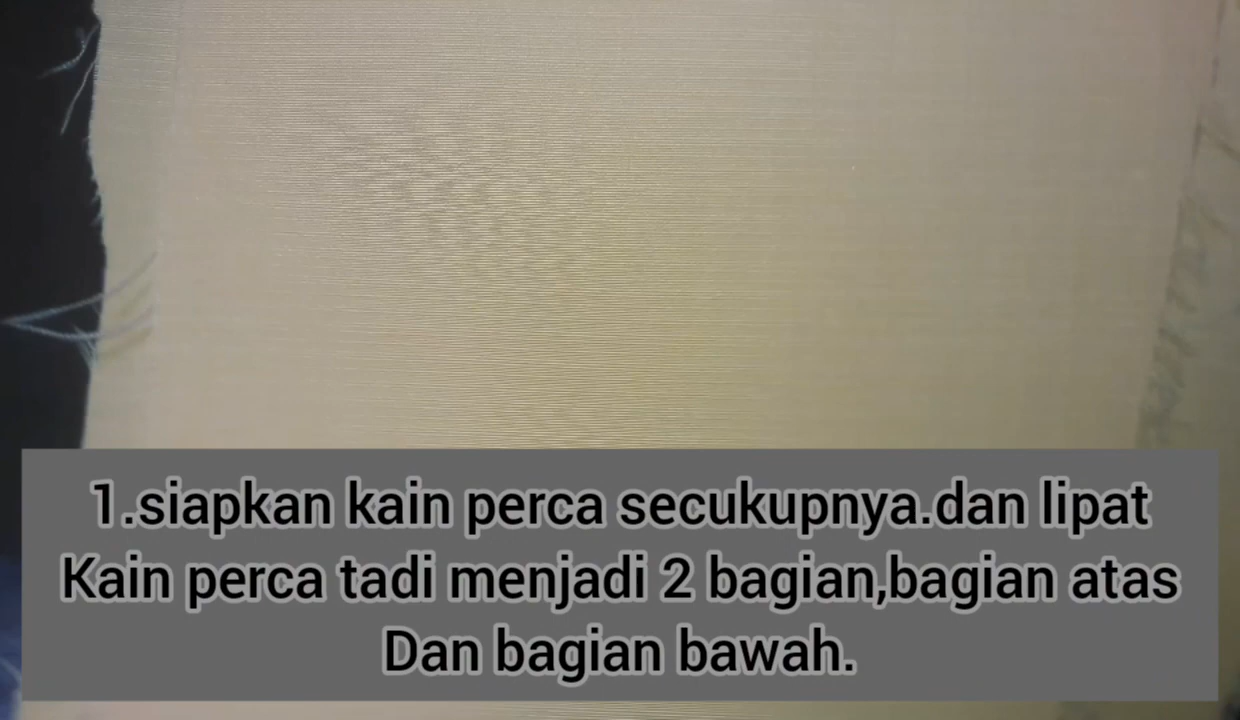 1.siapkan kain perca secukupnya.dan lipat
Kain perca tadi menjadi 2 bagian,bagian atas
Dan bagian bawah.